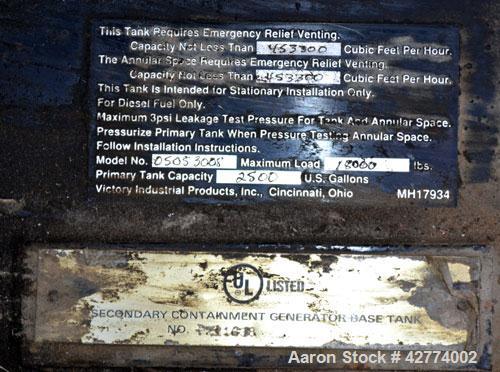 This Tank Requires Emergency Relief Venting.
Capacity Not Less Than 453300 Cubic Feet Per Hour.
The Annular Space Requires Emergency Relief Venting.
Capacity Not Less Than 453300 Cubic Feet Per Hour.
This Tank is Intended for Stationary Installation Only.
For Diesel Fuel Only.
Maximum 3psi Leakage Test Pressure For Tank And Annular Space.
Pressurize Primary Tank When Pressure Testing Annular Space.
Follow Installation Instructions.
Model No. Maximum Load lbs.
Primary Tank Capacity 2500 U.S. Gallons
Victory Industrial Products, Inc., Cincinnati, Ohio MH17934
UL LISTED
SECONDARY CONTAINMENT GENERATOR BASE TANK
NO.
Aaron Stock # 42774002